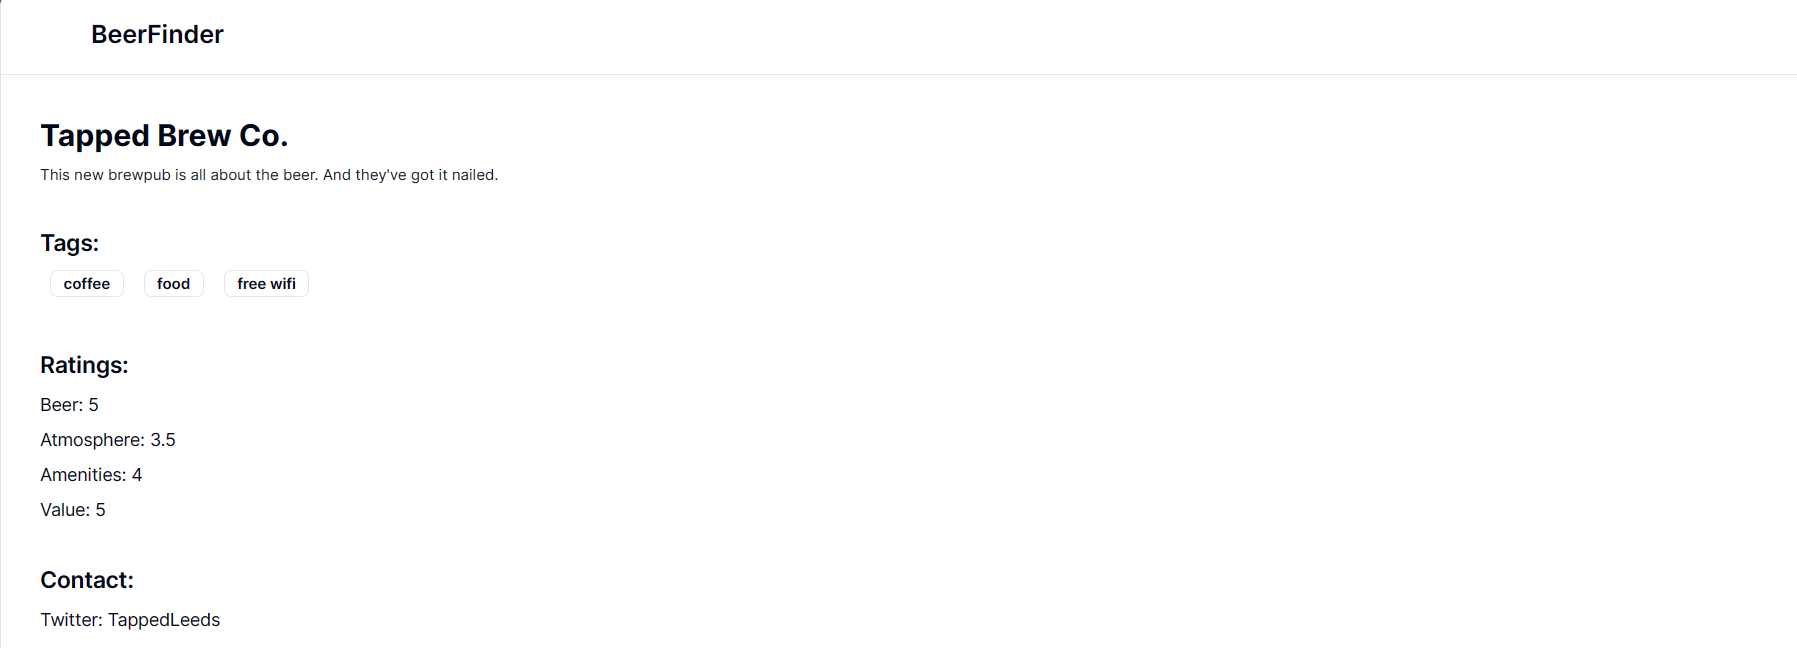 BeerFinder
Tapped Brew Co.
This new brewpub is all about the beer. And they've got it nailed.
Tags:
coffee food free wifi
Ratings:
Beer: 5
Atmosphere: 3.5
Amenities: 4
Value: 5
Contact:
Twitter: TappedLeeds